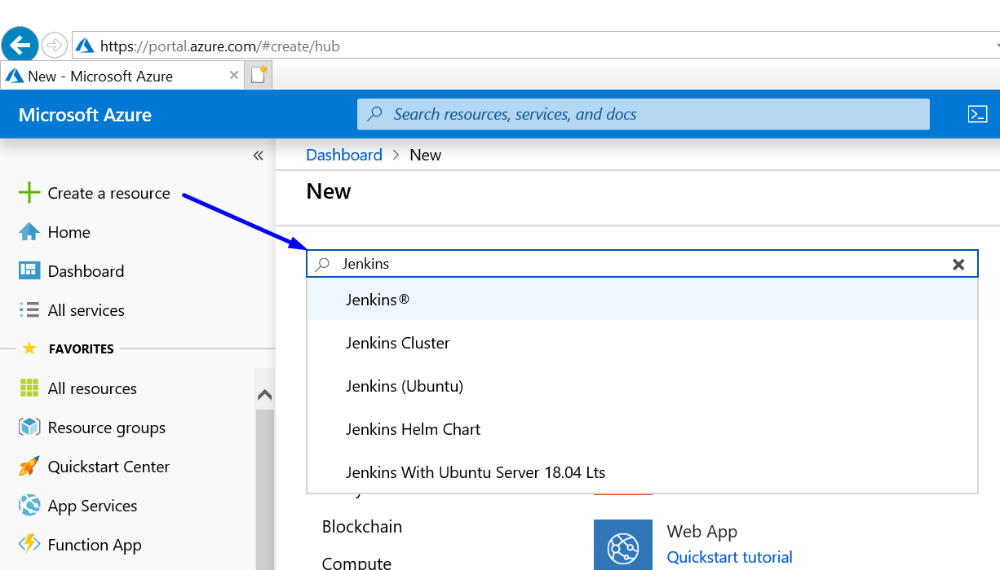 https://portal.azure.com/#create/hub
New - Microsoft Azure
Microsoft Azure
Search resources, services, and docs
Dashboard > New
New
Create a resource
Home
Dashboard
All services
FAVORITES
All resources
Resource groups
Quickstart Center
App Services
Function App
Jenkins
Jenkins®
Jenkins Cluster
Jenkins (Ubuntu)
Jenkins Helm Chart
Jenkins With Ubuntu Server 18.04 Lts
Blockchain
Compute
Web App
Quickstart tutorial